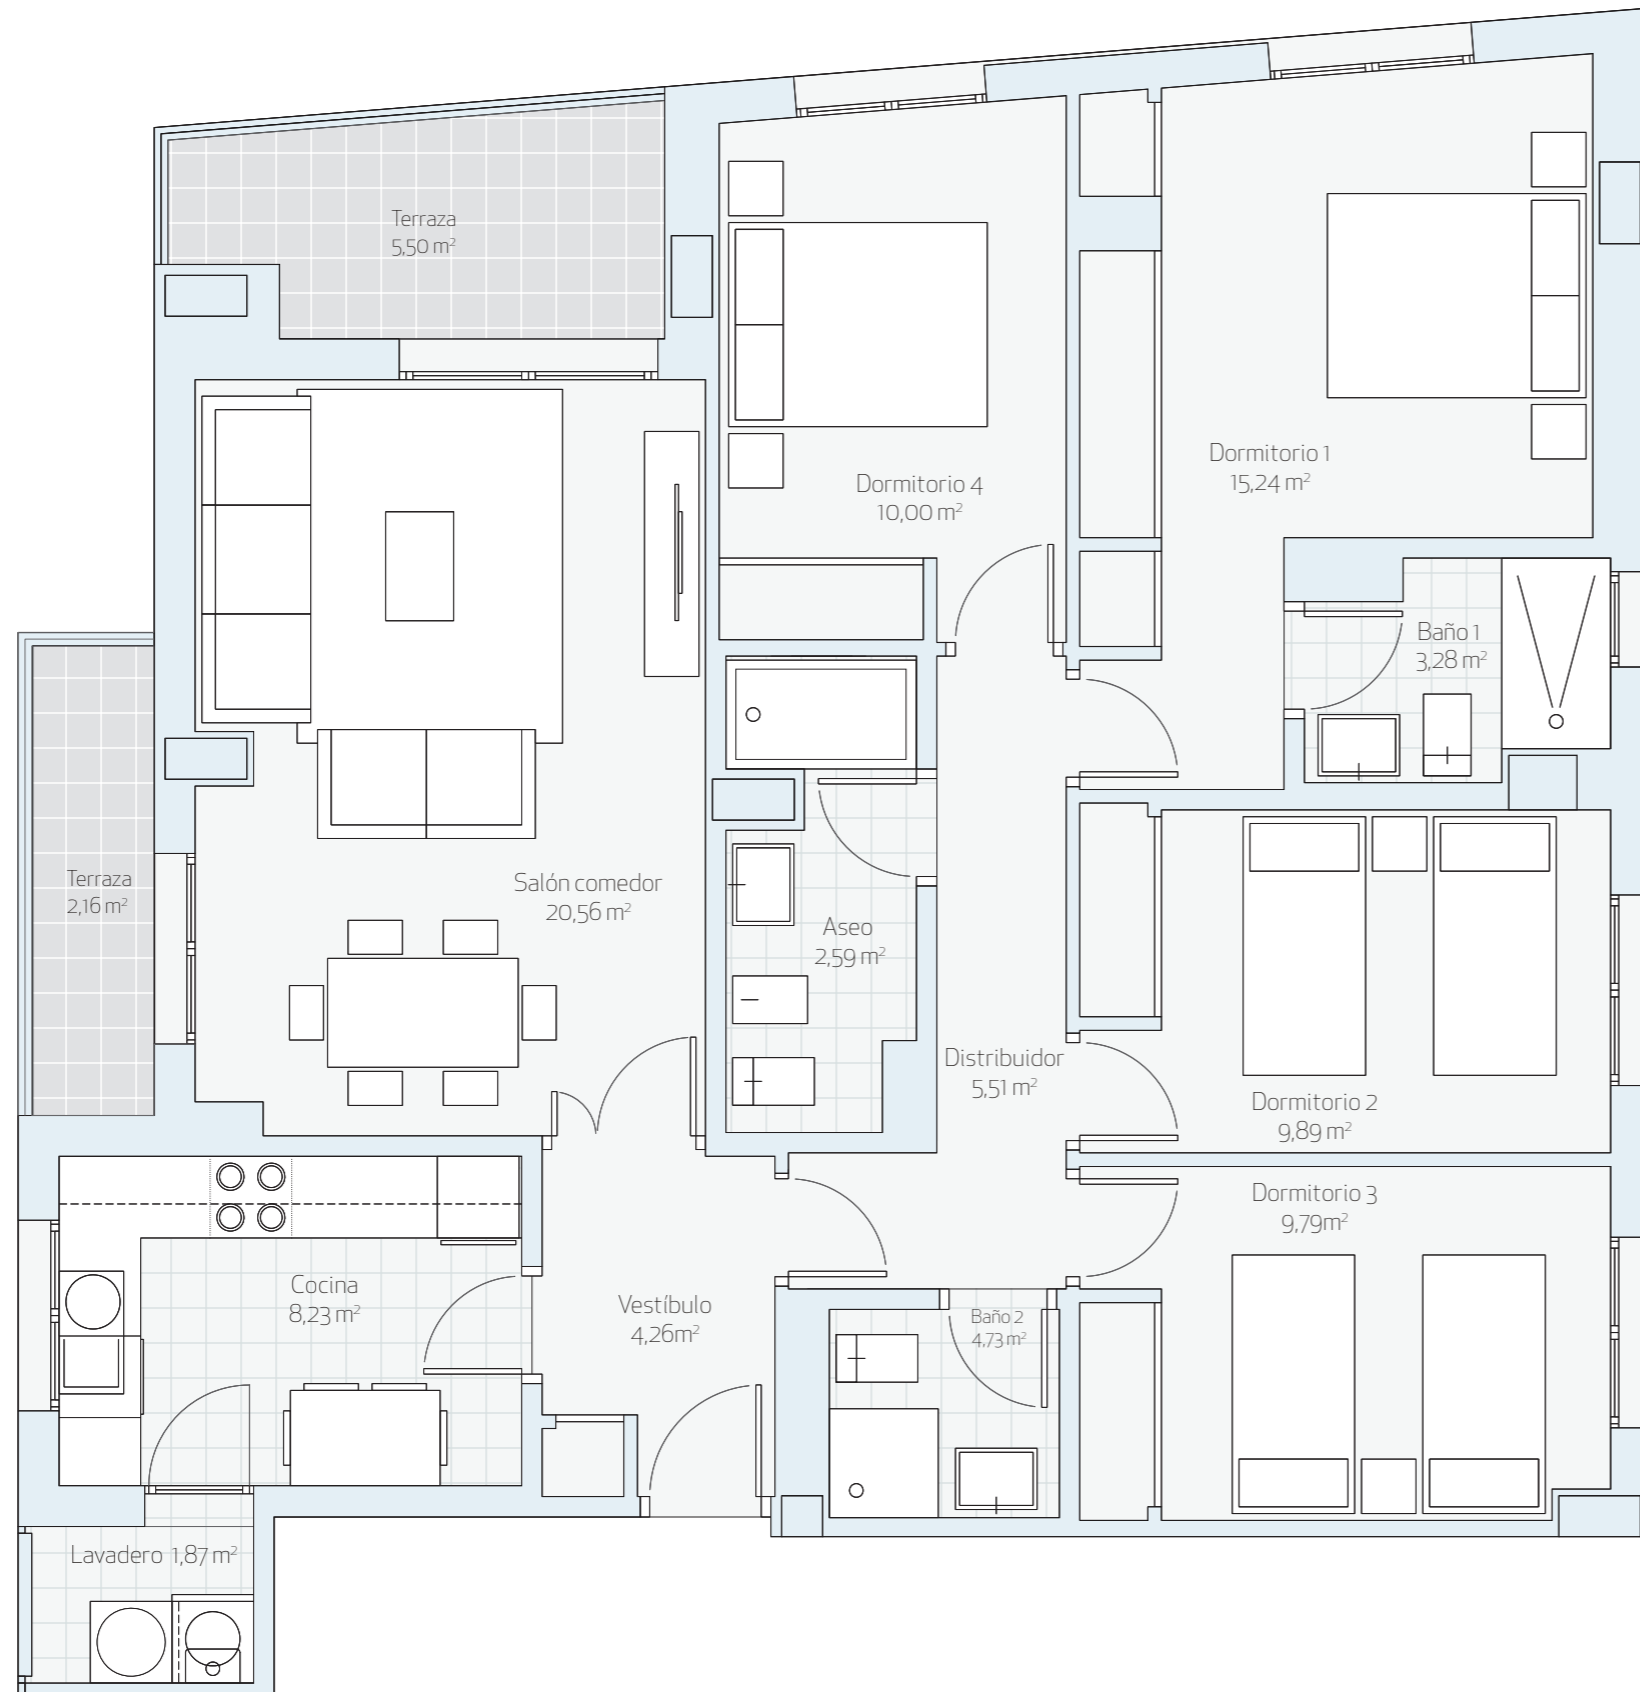 Terraza
5,50 m²
Dormitorio 1
15,24 m²
Dormitorio 4
10,00 m²
Baño 1
3,28 m²
Terraza
2,16 m²
Salón comedor
20,56 m²
Aseo
2,59 m²
Distribuidor
5,51 m²
Dormitorio 2
9,89 m²
Dormitorio 3
9,79m²
Cocina
8,23 m²
Vestíbulo
4,26m²
Baño 2
4,73 m²
Lavadero 1,87 m²